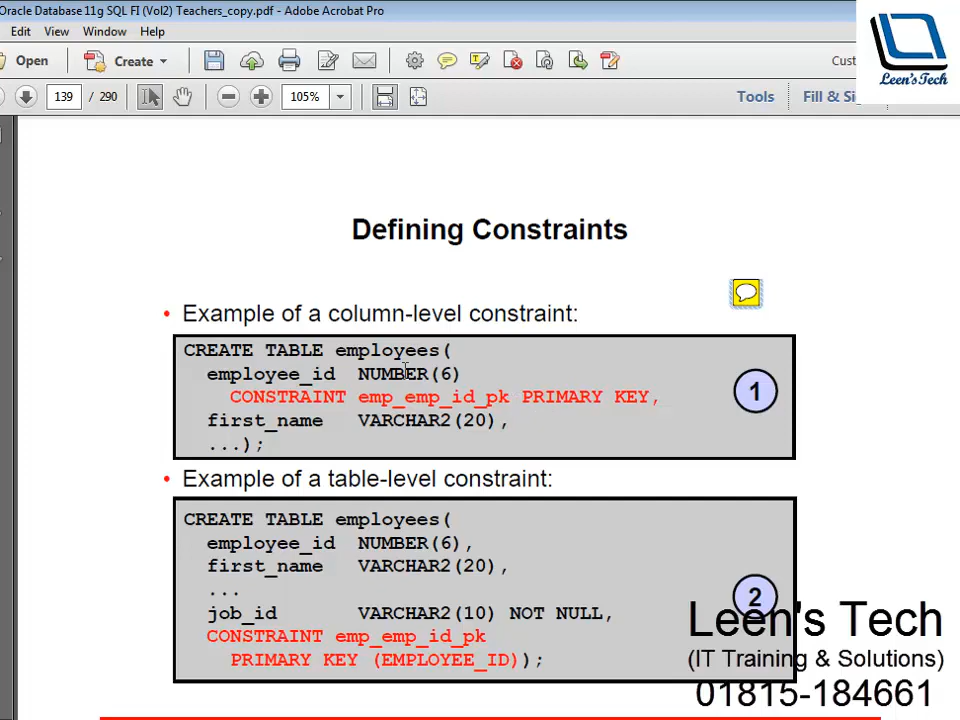 Oracle Database 11g SQL FI (Vol2) Teachers_copy.pdf - Adobe Acrobat Pro
Edit View Window Help
Open Create Cust
139 / 290 105% Tools Fill & Si
Leen'sTech
Defining Constraints
• Example of a column-level constraint:
CREATE TABLE employees(
employee_id NUMBER(6)
CONSTRAINT emp_emp_id_pk PRIMARY KEY,
first_name VARCHAR2(20),
...);
1
• Example of a table-level constraint:
CREATE TABLE employees(
employee_id NUMBER(6),
first_name VARCHAR2(20),
...
job_id VARCHAR2(10) NOT NULL,
CONSTRAINT emp_emp_id_pk
PRIMARY KEY (EMPLOYEE_ID));
2
Leen's Tech
(IT Training & Solutions)
01815-184661